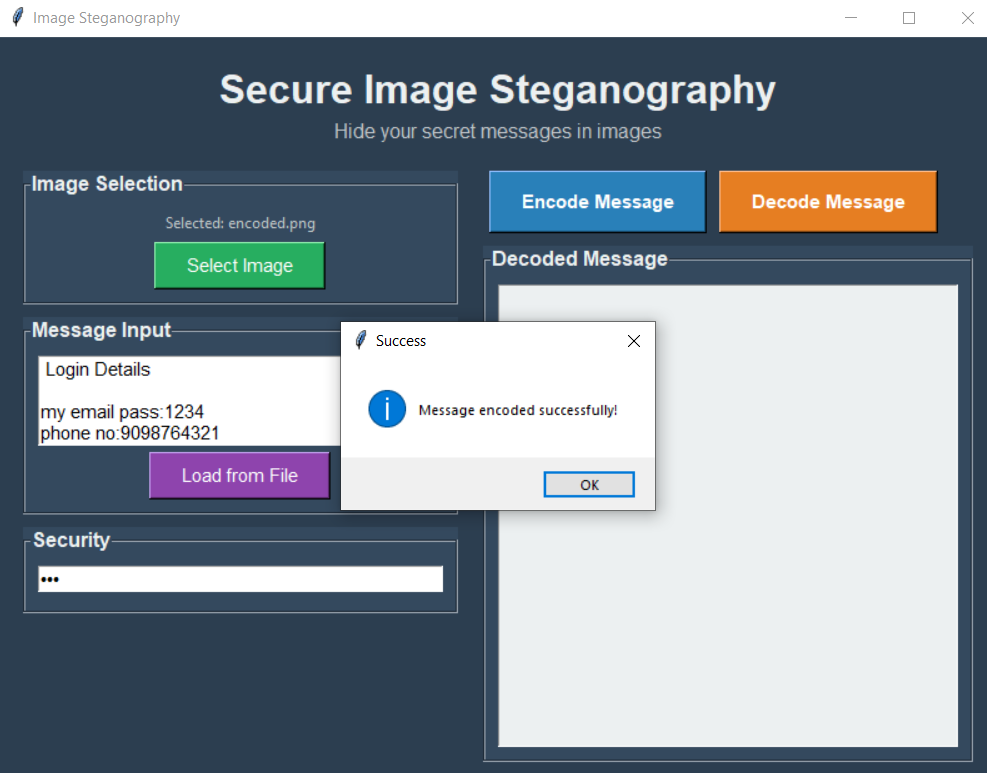 Image Steganography
Secure Image Steganography
Hide your secret messages in images
Image Selection
Selected: encoded.png
Select Image
Message Input
Login Details
my email pass:1234
phone no:9098764321
Load from File
Security
•••
Encode Message
Decode Message
Decoded Message
Success
Message encoded successfully!
OK